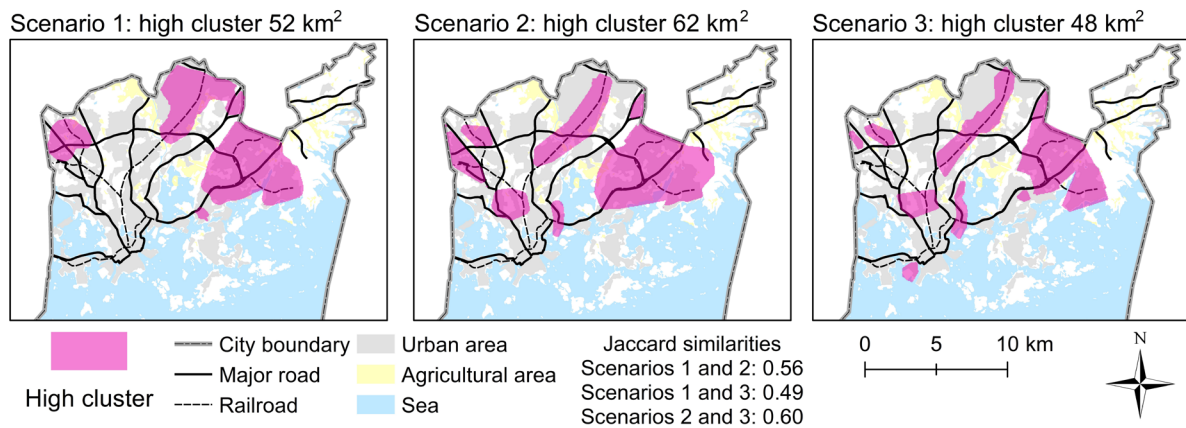 Scenario 1: high cluster 52 km²
Scenario 2: high cluster 62 km²
Scenario 3: high cluster 48 km²
High cluster
City boundary
Major road
Railroad
Urban area
Agricultural area
Sea
Jaccard similarities
Scenarios 1 and 2: 0.56
Scenarios 1 and 3: 0.49
Scenarios 2 and 3: 0.60
0 5 10 km
N